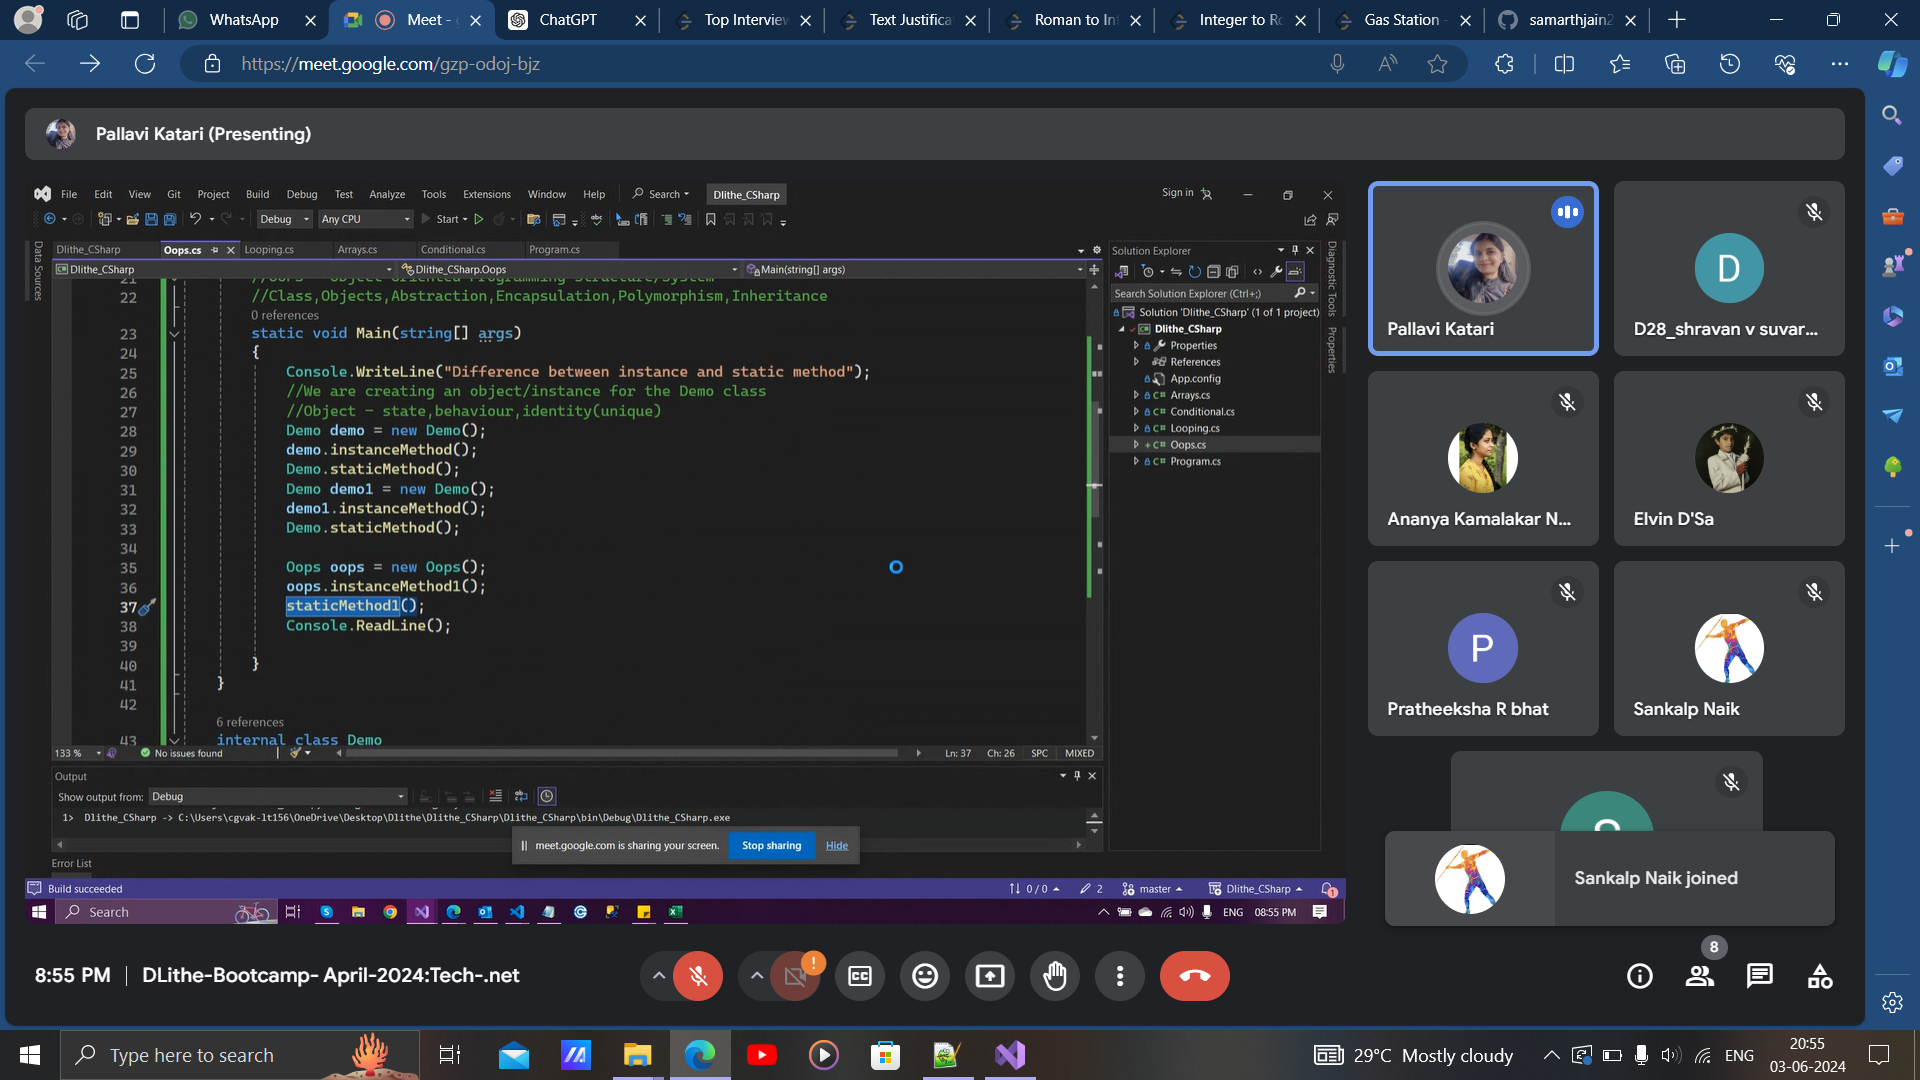 WhatsApp
Meet - g
ChatGPT
Top Interview
Text Justifica
Roman to Int
Integer to Ro
Gas Station -
samarthjain2
https://meet.google.com/gzp-odoj-bjz
Pallavi Katari (Presenting)
File Edit View Git Project Build Debug Test Analyze Tools Extensions Window Help Search Dlithe_CSharp Sign in
Debug Any CPU Start
Data Sources
Dlithe_CSharp Oops.cs Looping.cs Arrays.cs Conditional.cs Program.cs
Dlithe_CSharp Dlithe_CSharp.Oops Main(string[] args)
21 //Oops - Object Oriented Programming Structure/System
22 //Class,Objects,Abstraction,Encapsulation,Polymorphism,Inheritance
0 references
23 static void Main(string[] args)
24 {
25 Console.WriteLine("Difference between instance and static method");
26 //We are creating an object/instance for the Demo class
27 //Object - state,behaviour,identity(unique)
28 Demo demo = new Demo();
29 demo.instanceMethod();
30 Demo.staticMethod();
31 Demo demo1 = new Demo();
32 demo1.instanceMethod();
33 Demo.staticMethod();
34
35 Oops oops = new Oops();
36 oops.instanceMethod1();
37 staticMethod1();
38 Console.ReadLine();
39
40 }
41 }
42
6 references
43 internal class Demo
133 % No issues found Ln: 37 Ch: 26 SPC MIXED
Output
Show output from: Debug
1> Dlithe_CSharp -> C:\Users\cgvak-lt156\OneDrive\Desktop\Dlithe\Dlithe_CSharp\Dlithe_CSharp\bin\Debug\Dlithe_CSharp.exe
meet.google.com is sharing your screen. Stop sharing Hide
Error List
Build succeeded 0 / 0 2 master Dlithe_CSharp 1
Search ENG 08:55 PM
Solution Explorer
Search Solution Explorer (Ctrl+;)
Solution 'Dlithe_CSharp' (1 of 1 project)
Dlithe_CSharp
Properties
References
App.config
C# Arrays.cs
C# Conditional.cs
C# Looping.cs
C# Oops.cs
C# Program.cs
Diagnostic Tools
Properties
Pallavi Katari
D
D28_shravan v suvar...
Ananya Kamalakar N...
Elvin D'Sa
P
Pratheeksha R bhat
Sankalp Naik
Sankalp Naik joined
8:55 PM DLithe-Bootcamp- April-2024:Tech-.net
8
Type here to search
29°C Mostly cloudy
ENG
20:55
03-06-2024